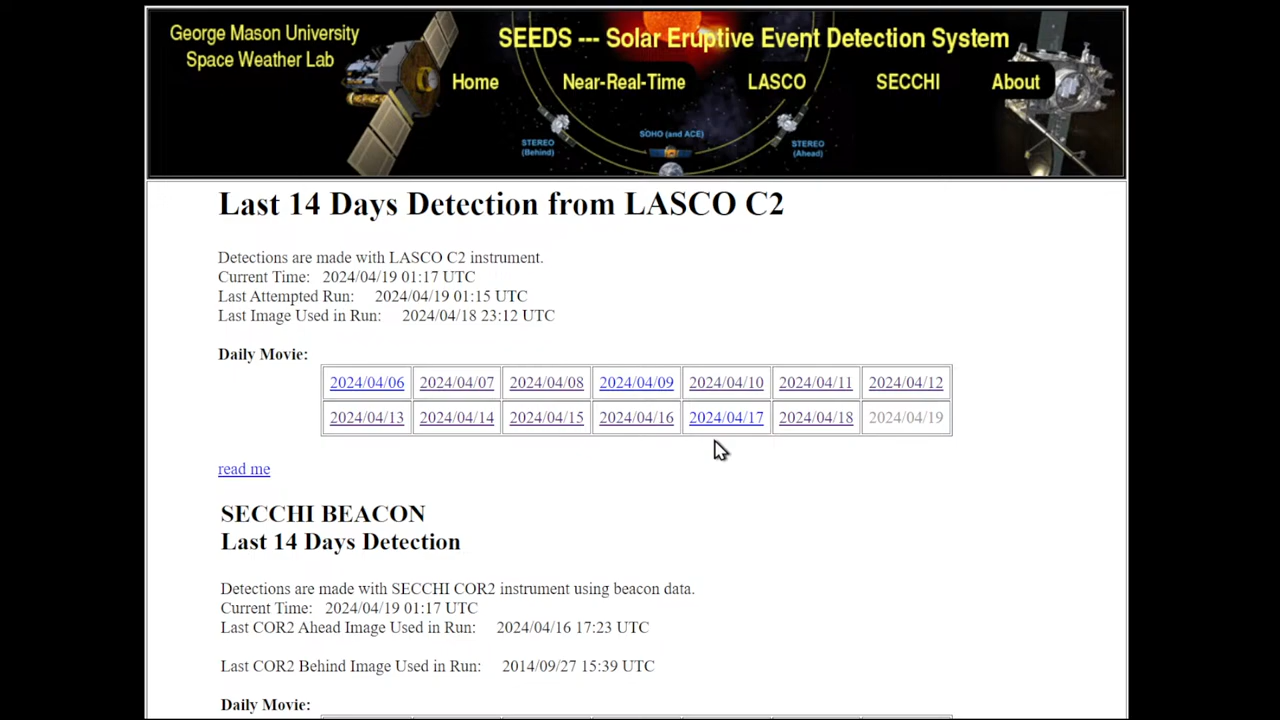 George Mason University
Space Weather Lab
SEEDS --- Solar Eruptive Event Detection System
Home Near-Real-Time LASCO SECCHI About
SOHO (and ACE)
STEREO
(Behind)
STEREO
(Ahead)
Last 14 Days Detection from LASCO C2
Detections are made with LASCO C2 instrument.
Current Time: 2024/04/19 01:17 UTC
Last Attempted Run: 2024/04/19 01:15 UTC
Last Image Used in Run: 2024/04/18 23:12 UTC
Daily Movie:
2024/04/06 2024/04/07 2024/04/08 2024/04/09 2024/04/10 2024/04/11 2024/04/12
2024/04/13 2024/04/14 2024/04/15 2024/04/16 2024/04/17 2024/04/18 2024/04/19
read me
SECCHI BEACON
Last 14 Days Detection
Detections are made with SECCHI COR2 instrument using beacon data.
Current Time: 2024/04/19 01:17 UTC
Last COR2 Ahead Image Used in Run: 2024/04/16 17:23 UTC
Last COR2 Behind Image Used in Run: 2014/09/27 15:39 UTC
Daily Movie: